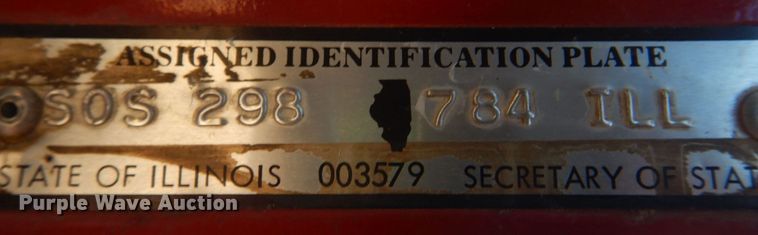 ASSIGNED IDENTIFICATION PLATE
SOS 298 784 ILL
STATE OF ILLINOIS 003579 SECRETARY OF STAT
Purple Wave Auction